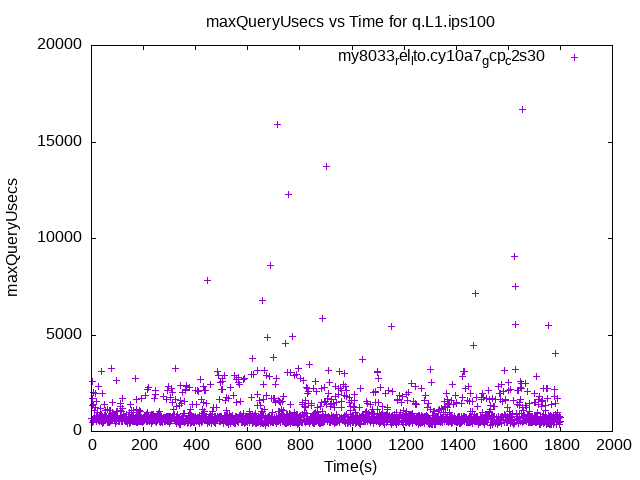 maxQueryUsecs vs Time for q.L1.ips100
20000
my8033relto.cy10a7gcpc2s30
15000
maxQueryUsecs
10000
5000
0
0 200 400 600 800 1000 1200 1400 1600 1800 2000
Time(s)